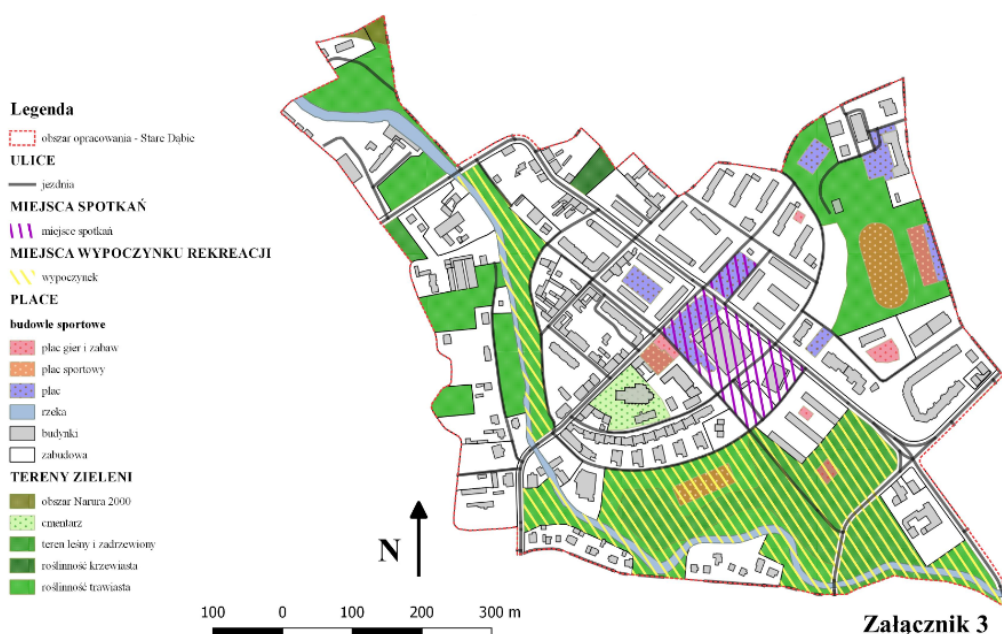 Legenda
obszar opracowania - Stare Dąbie
ULICE
jezdnia
MIEJSCA SPOTKAŃ
miejsce spotkań
MIEJSCA WYPOCZYNKU REKREACJI
wypoczynek
PLACE
budowle sportowe
plac gier i zabaw
plac sportowy
plac
rzeka
budynki
zabudowa
TERENY ZIELENI
obszar Natura 2000
cmentarz
teren leśny i zadrzewiony
roślinność krzewiasta
roślinność trawiasta
N
100 0 100 200 300 m
Załącznik 3